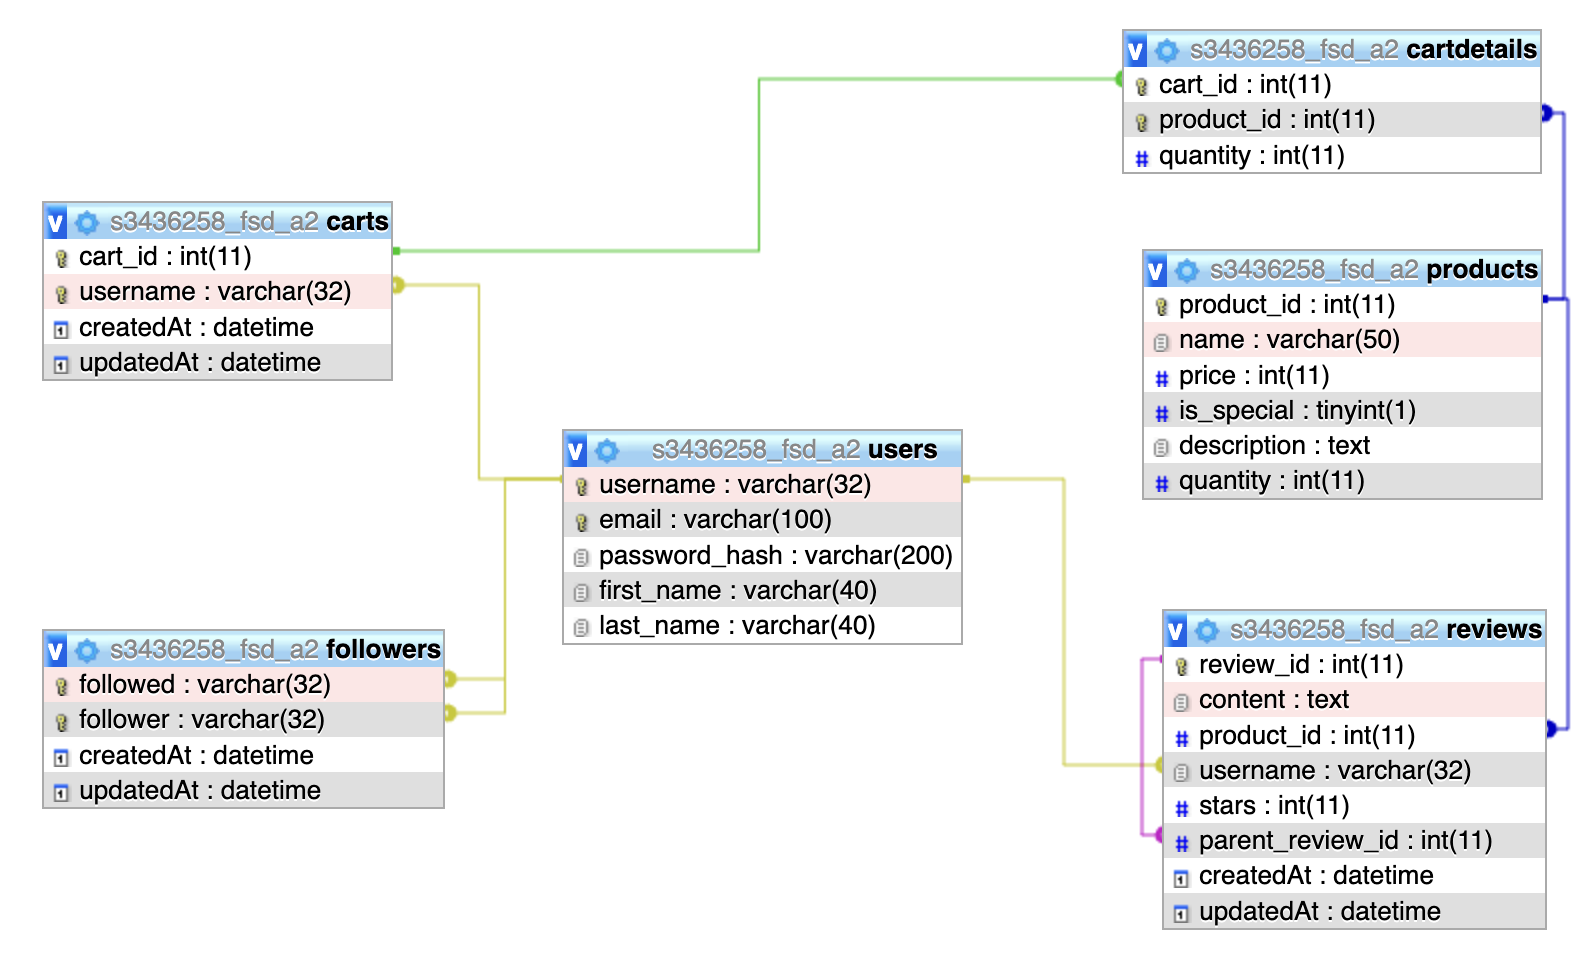 v s3436258_fsd_a2 cartdetails
cart_id : int(11)
product_id : int(11)
# quantity : int(11)
v s3436258_fsd_a2 carts
cart_id : int(11)
username : varchar(32)
createdAt : datetime
updatedAt : datetime
v s3436258_fsd_a2 products
product_id : int(11)
name : varchar(50)
# price : int(11)
# is_special : tinyint(1)
description : text
# quantity : int(11)
v s3436258_fsd_a2 users
username : varchar(32)
email : varchar(100)
password_hash : varchar(200)
first_name : varchar(40)
last_name : varchar(40)
v s3436258_fsd_a2 followers
followed : varchar(32)
follower : varchar(32)
createdAt : datetime
updatedAt : datetime
v s3436258_fsd_a2 reviews
review_id : int(11)
content : text
# product_id : int(11)
username : varchar(32)
# stars : int(11)
# parent_review_id : int(11)
createdAt : datetime
updatedAt : datetime